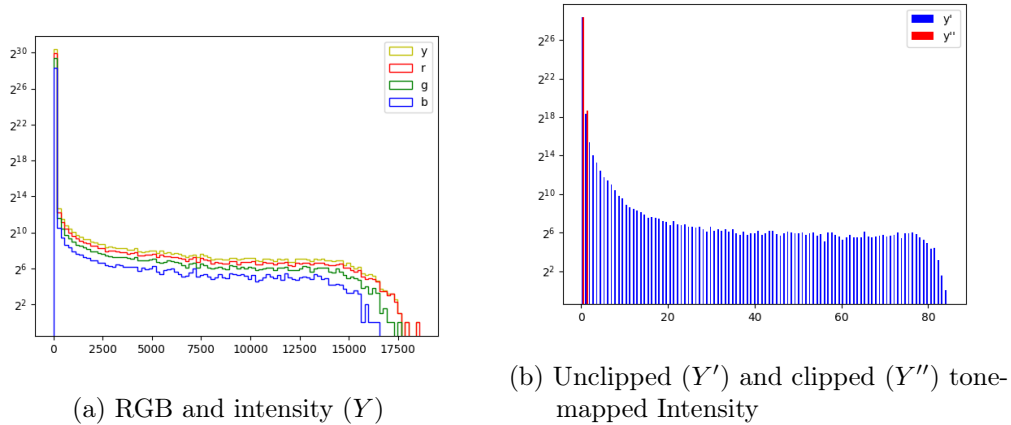 2^30
2^26
2^22
2^18
2^14
2^10
2^6
2^2
0 2500 5000 7500 10000 12500 15000 17500
y
r
g
b
(a) RGB and intensity (Y)
2^26
2^22
2^18
2^14
2^10
2^6
2^2
0 20 40 60 80
y'
y''
(b) Unclipped (Y′) and clipped (Y″) tone-
mapped Intensity